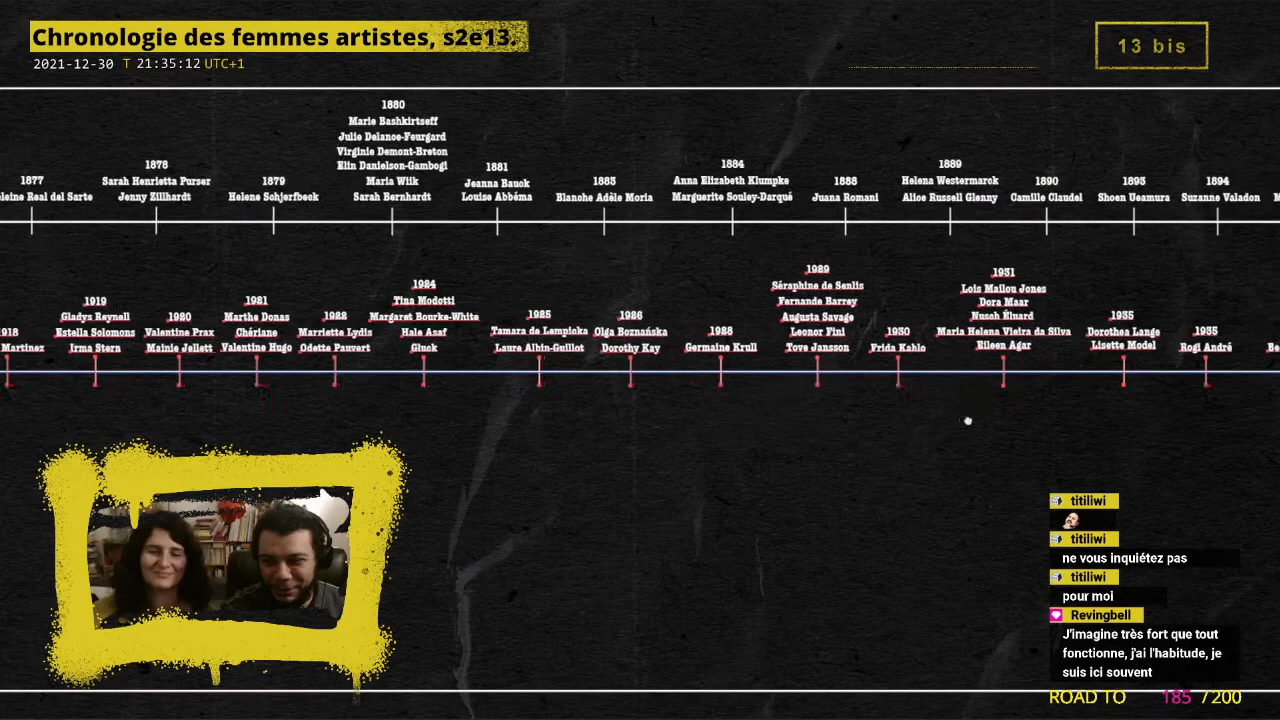 Chronologie des femmes artistes, s2e13.
2021-12-30 T 21:35:12 UTC+1
13 bis
1877
leine Real del Sarte
1878
Sarah Henrietta Purser
Jenny Zillhardt
1879
Helene Schjerfbeck
1880
Marie Bashkirtseff
Julie Delance-Feurgard
Virginie Demont-Breton
Elin Danielson-Gambogi
Maria Wiik
Sarah Bernhardt
1881
Jeanna Bauck
Louise Abbéma
1883
Blanche Adèle Moria
1884
Anna Elizabeth Klumpke
Marguerite Souley-Darqué
1888
Juana Romani
1889
Helena Westermarck
Alice Russell Glenny
1890
Camille Claudel
1893
Shoen Ueamura
1894
Suzanne Valadon
918
Martinez
1919
Gladys Reynell
Estella Solomons
Irma Stern
1920
Valentine Prax
Mainie Jellett
1921
Marthe Donas
Chériane
Valentine Hugo
1922
Marriette Lydis
Odette Pauvert
1924
Tina Modotti
Margaret Bourke-White
Hale Asaf
Gluck
1925
Tamara de Lempicka
Laure Albin-Guillot
1926
Olga Boznańska
Dorothy Kay
1928
Germaine Krull
1929
Séraphine de Senlis
Fernande Barrey
Augusta Savage
Leonor Fini
Tove Jansson
1930
Frida Kahlo
1931
Lois Mailou Jones
Dora Maar
Nusch Éluard
Maria Helena Vieira da Silva
Eileen Agar
1935
Dorothea Lange
Lisette Model
1935
Rogi André
Be
titiliwi
titiliwi
ne vous inquiétez pas
titiliwi
pour moi
Revingbell
J'imagine très fort que tout
fonctionne, j'ai l'habitude, je
suis ici souvent
ROAD TO 185 / 200